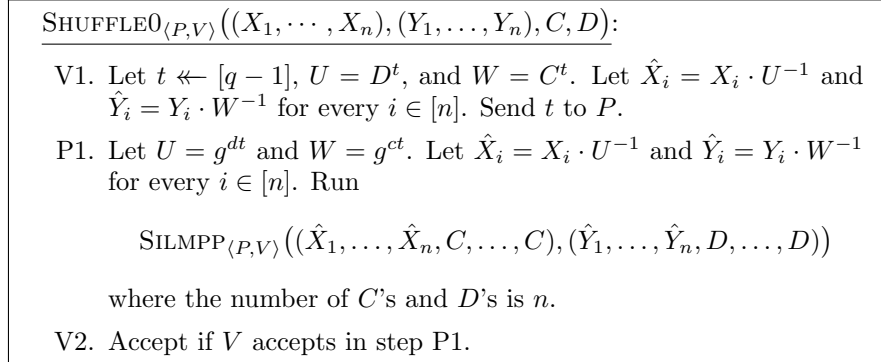 SHUFFLE0⟨P,V⟩((X₁, ⋯ , Xₙ), (Y₁, . . . , Yₙ), C, D):
V1. Let t ↞ [q − 1], U = Dᵗ, and W = Cᵗ. Let X̂ᵢ = Xᵢ · U⁻¹ and
Ŷᵢ = Yᵢ · W⁻¹ for every i ∈ [n]. Send t to P.
P1. Let U = gᵈᵗ and W = gᶜᵗ. Let X̂ᵢ = Xᵢ · U⁻¹ and Ŷᵢ = Yᵢ · W⁻¹
for every i ∈ [n]. Run
SILMPP⟨P,V⟩((X̂₁, . . . , X̂ₙ, C, . . . , C), (Ŷ₁, . . . , Ŷₙ, D, . . . , D))
where the number of C's and D's is n.
V2. Accept if V accepts in step P1.